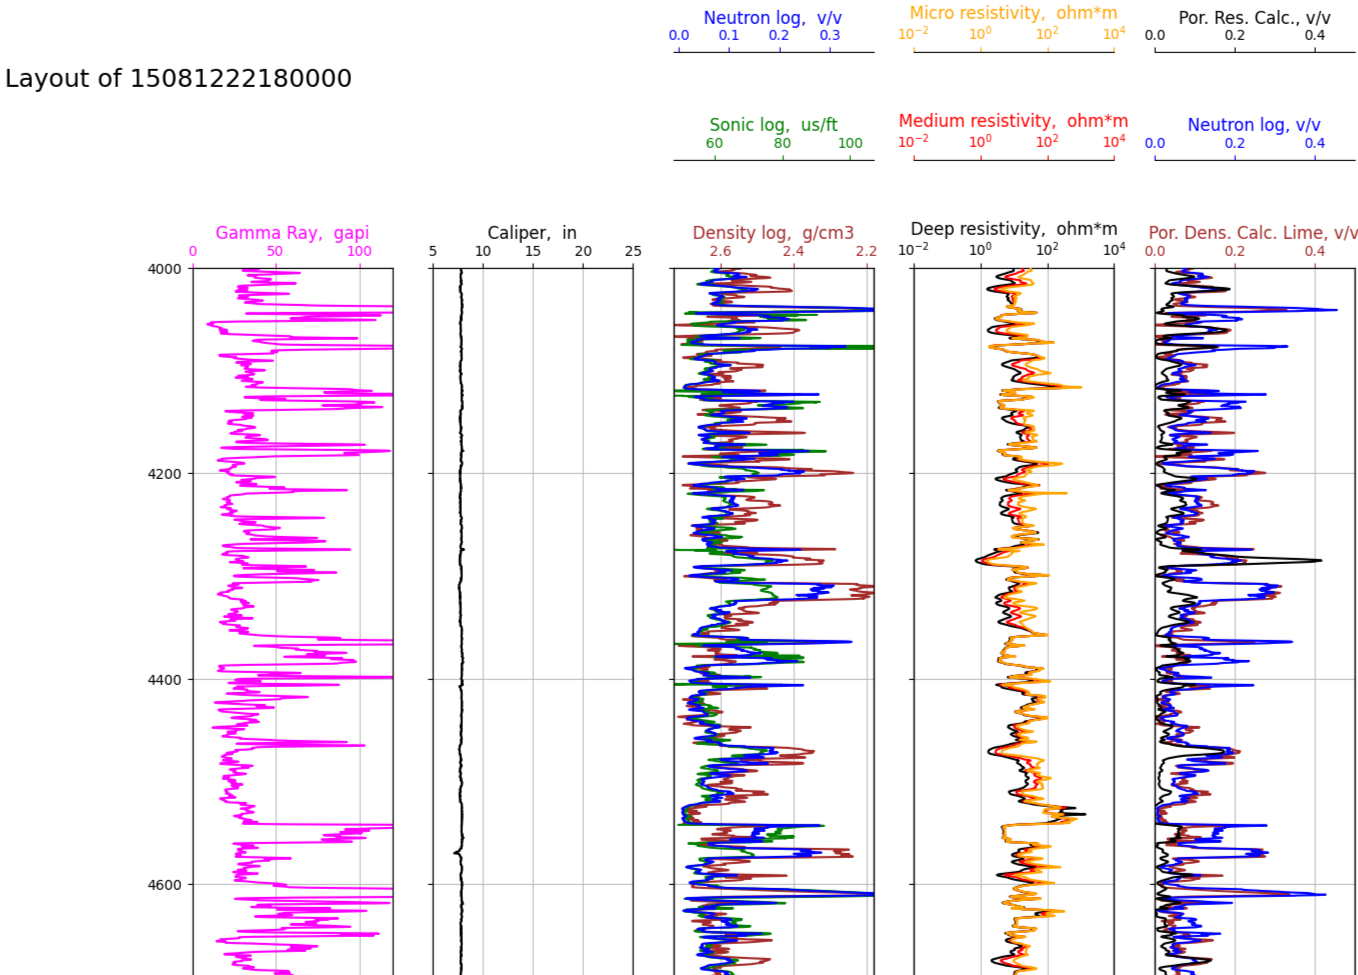 Neutron log,  v/v
0.0 0.1 0.2 0.3
Micro resistivity,  ohm*m
10⁻² 10⁰ 10² 10⁴
Por. Res. Calc., v/v
0.0 0.2 0.4
Layout of 15081222180000
Sonic log,  us/ft
60 80 100
Medium resistivity,  ohm*m
10⁻² 10⁰ 10² 10⁴
Neutron log, v/v
0.0 0.2 0.4
Gamma Ray,  gapi
0 50 100
Caliper,  in
5 10 15 20 25
Density log,  g/cm3
2.6 2.4 2.2
Deep resistivity,  ohm*m
10⁻² 10⁰ 10² 10⁴
Por. Dens. Calc. Lime, v/v
0.0 0.2 0.4
4000
4200
4400
4600